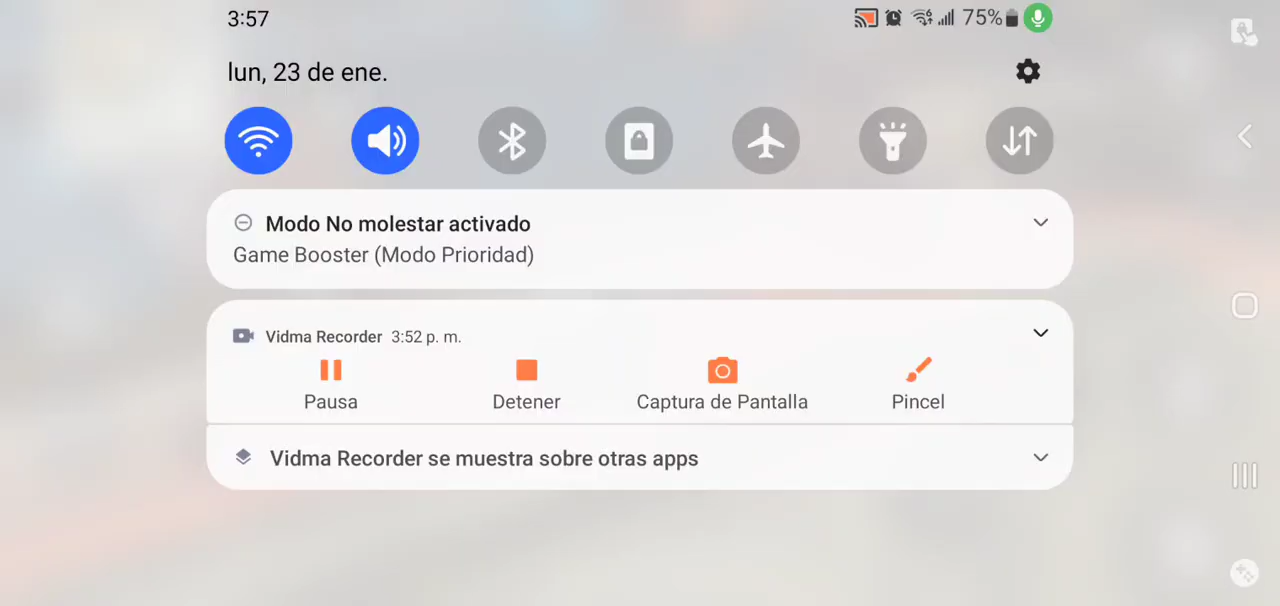 3:57
75%
lun, 23 de ene.
Modo No molestar activado
Game Booster (Modo Prioridad)
Vidma Recorder 3:52 p. m.
Pausa
Detener
Captura de Pantalla
Pincel
Vidma Recorder se muestra sobre otras apps